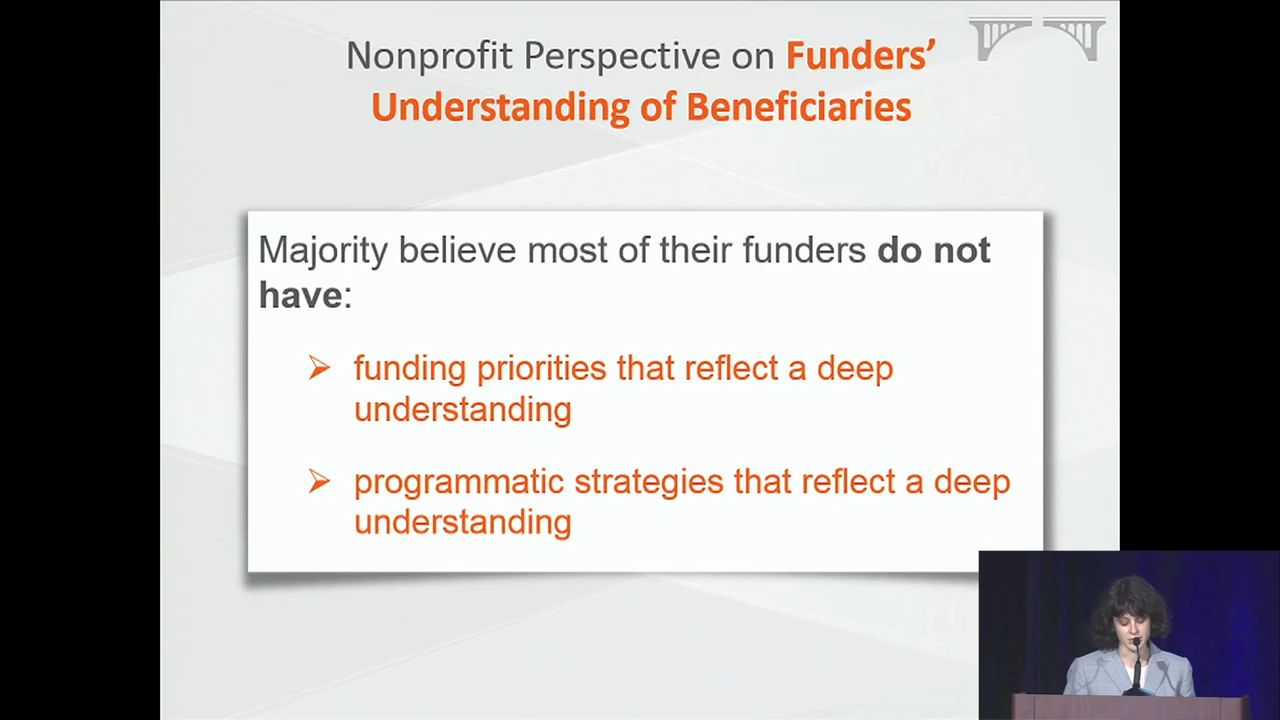 Nonprofit Perspective on Funders’
Understanding of Beneficiaries
Majority believe most of their funders do not
have:
funding priorities that reflect a deep
understanding
programmatic strategies that reflect a deep
understanding